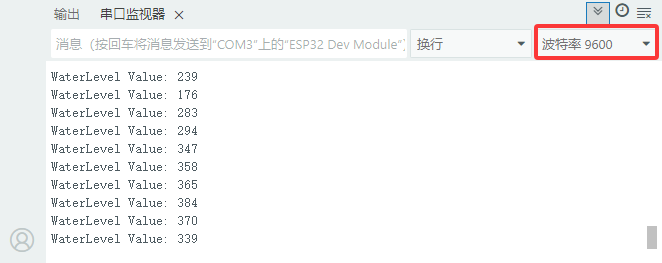 输出 串口监视器
消息（按回车将消息发送到“COM3”上的“ESP32 Dev Module”） 换行 波特率 9600
WaterLevel Value: 239
WaterLevel Value: 176
WaterLevel Value: 283
WaterLevel Value: 294
WaterLevel Value: 347
WaterLevel Value: 358
WaterLevel Value: 365
WaterLevel Value: 384
WaterLevel Value: 370
WaterLevel Value: 339